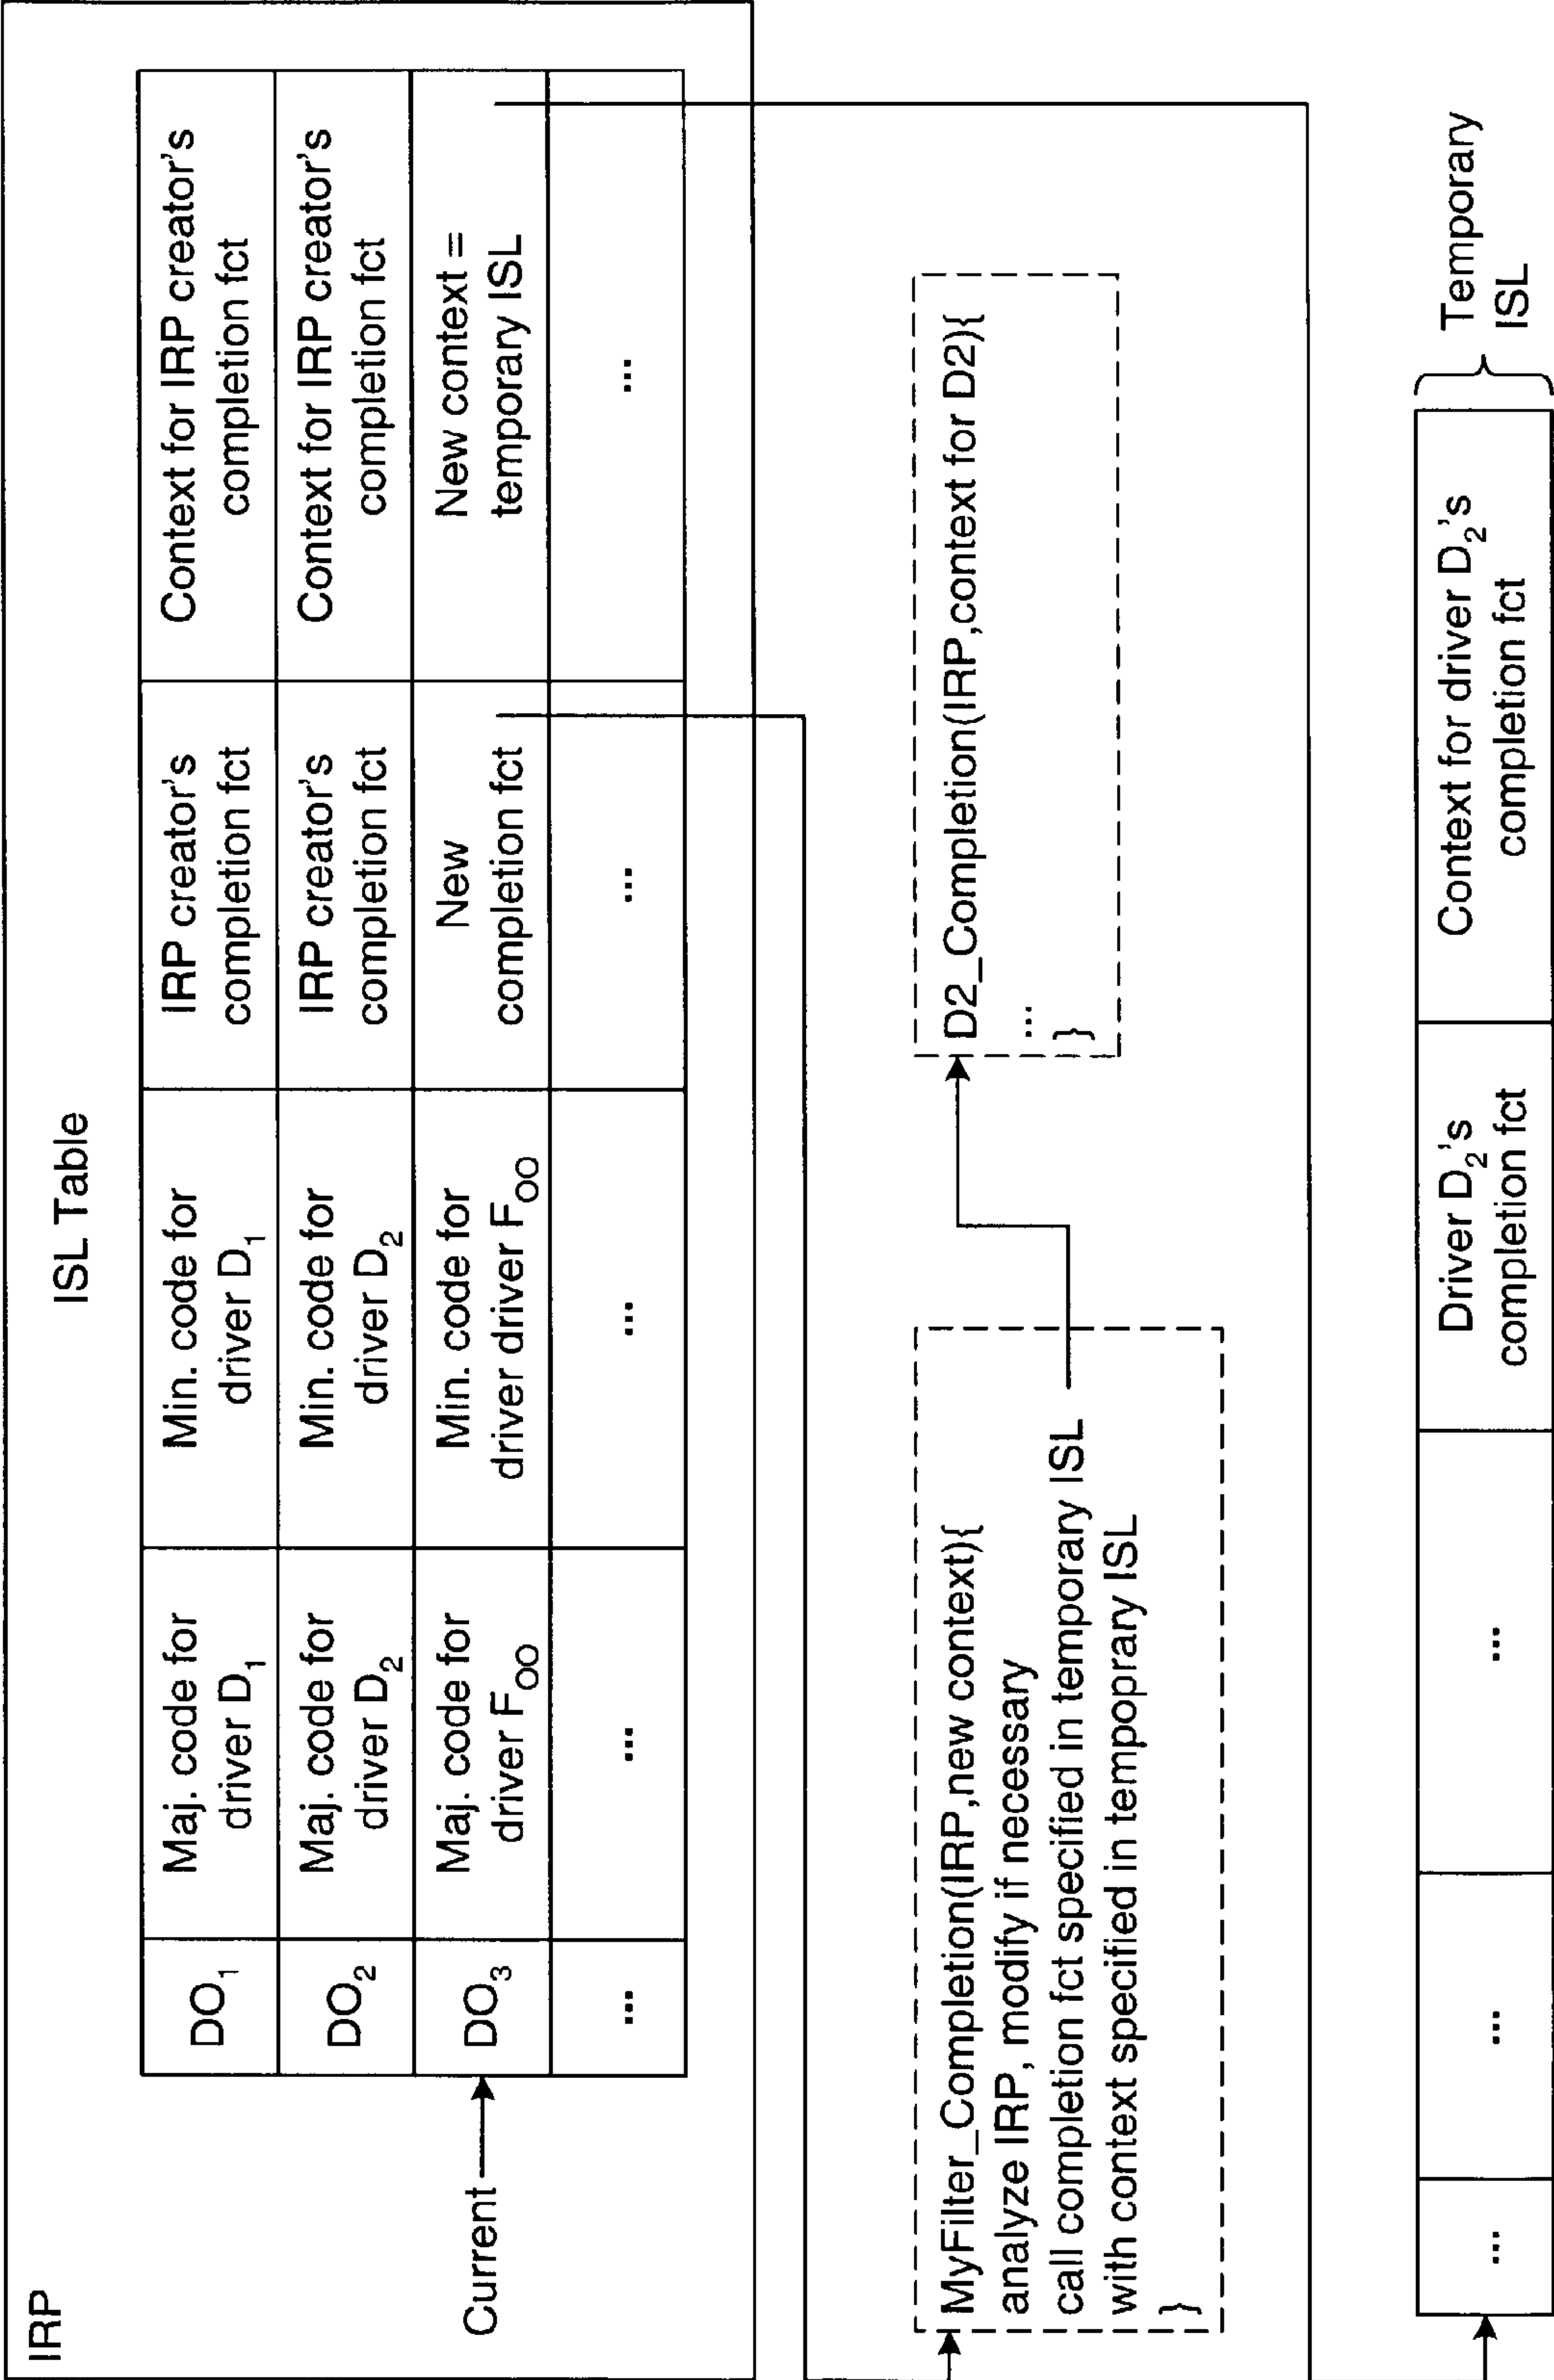 IRP
ISL Table
DO₁
Maj. code for
driver D₁
Min. code for
driver D₁
IRP creator's
completion fct
Context for IRP creator's
completion fct
DO₂
Maj. code for
driver D₂
Min. code for
driver D₂
IRP creator's
completion fct
Context for IRP creator's
completion fct
Current
DO₃
Maj. code for
driver F₀₀
Min. code for
driver driver F₀₀
New
completion fct
New context =
temporary ISL
...
...
...
...
...
MyFilter_Completion(IRP,new context){
analyze IRP, modify if necessary
call completion fct specified in temporary ISL
with context specified in tempoprary ISL
}
D2_Completion(IRP,context for D2){
...
}
...
...
...
Driver D₂'s
completion fct
Context for driver D₂'s
completion fct
Temporary
ISL